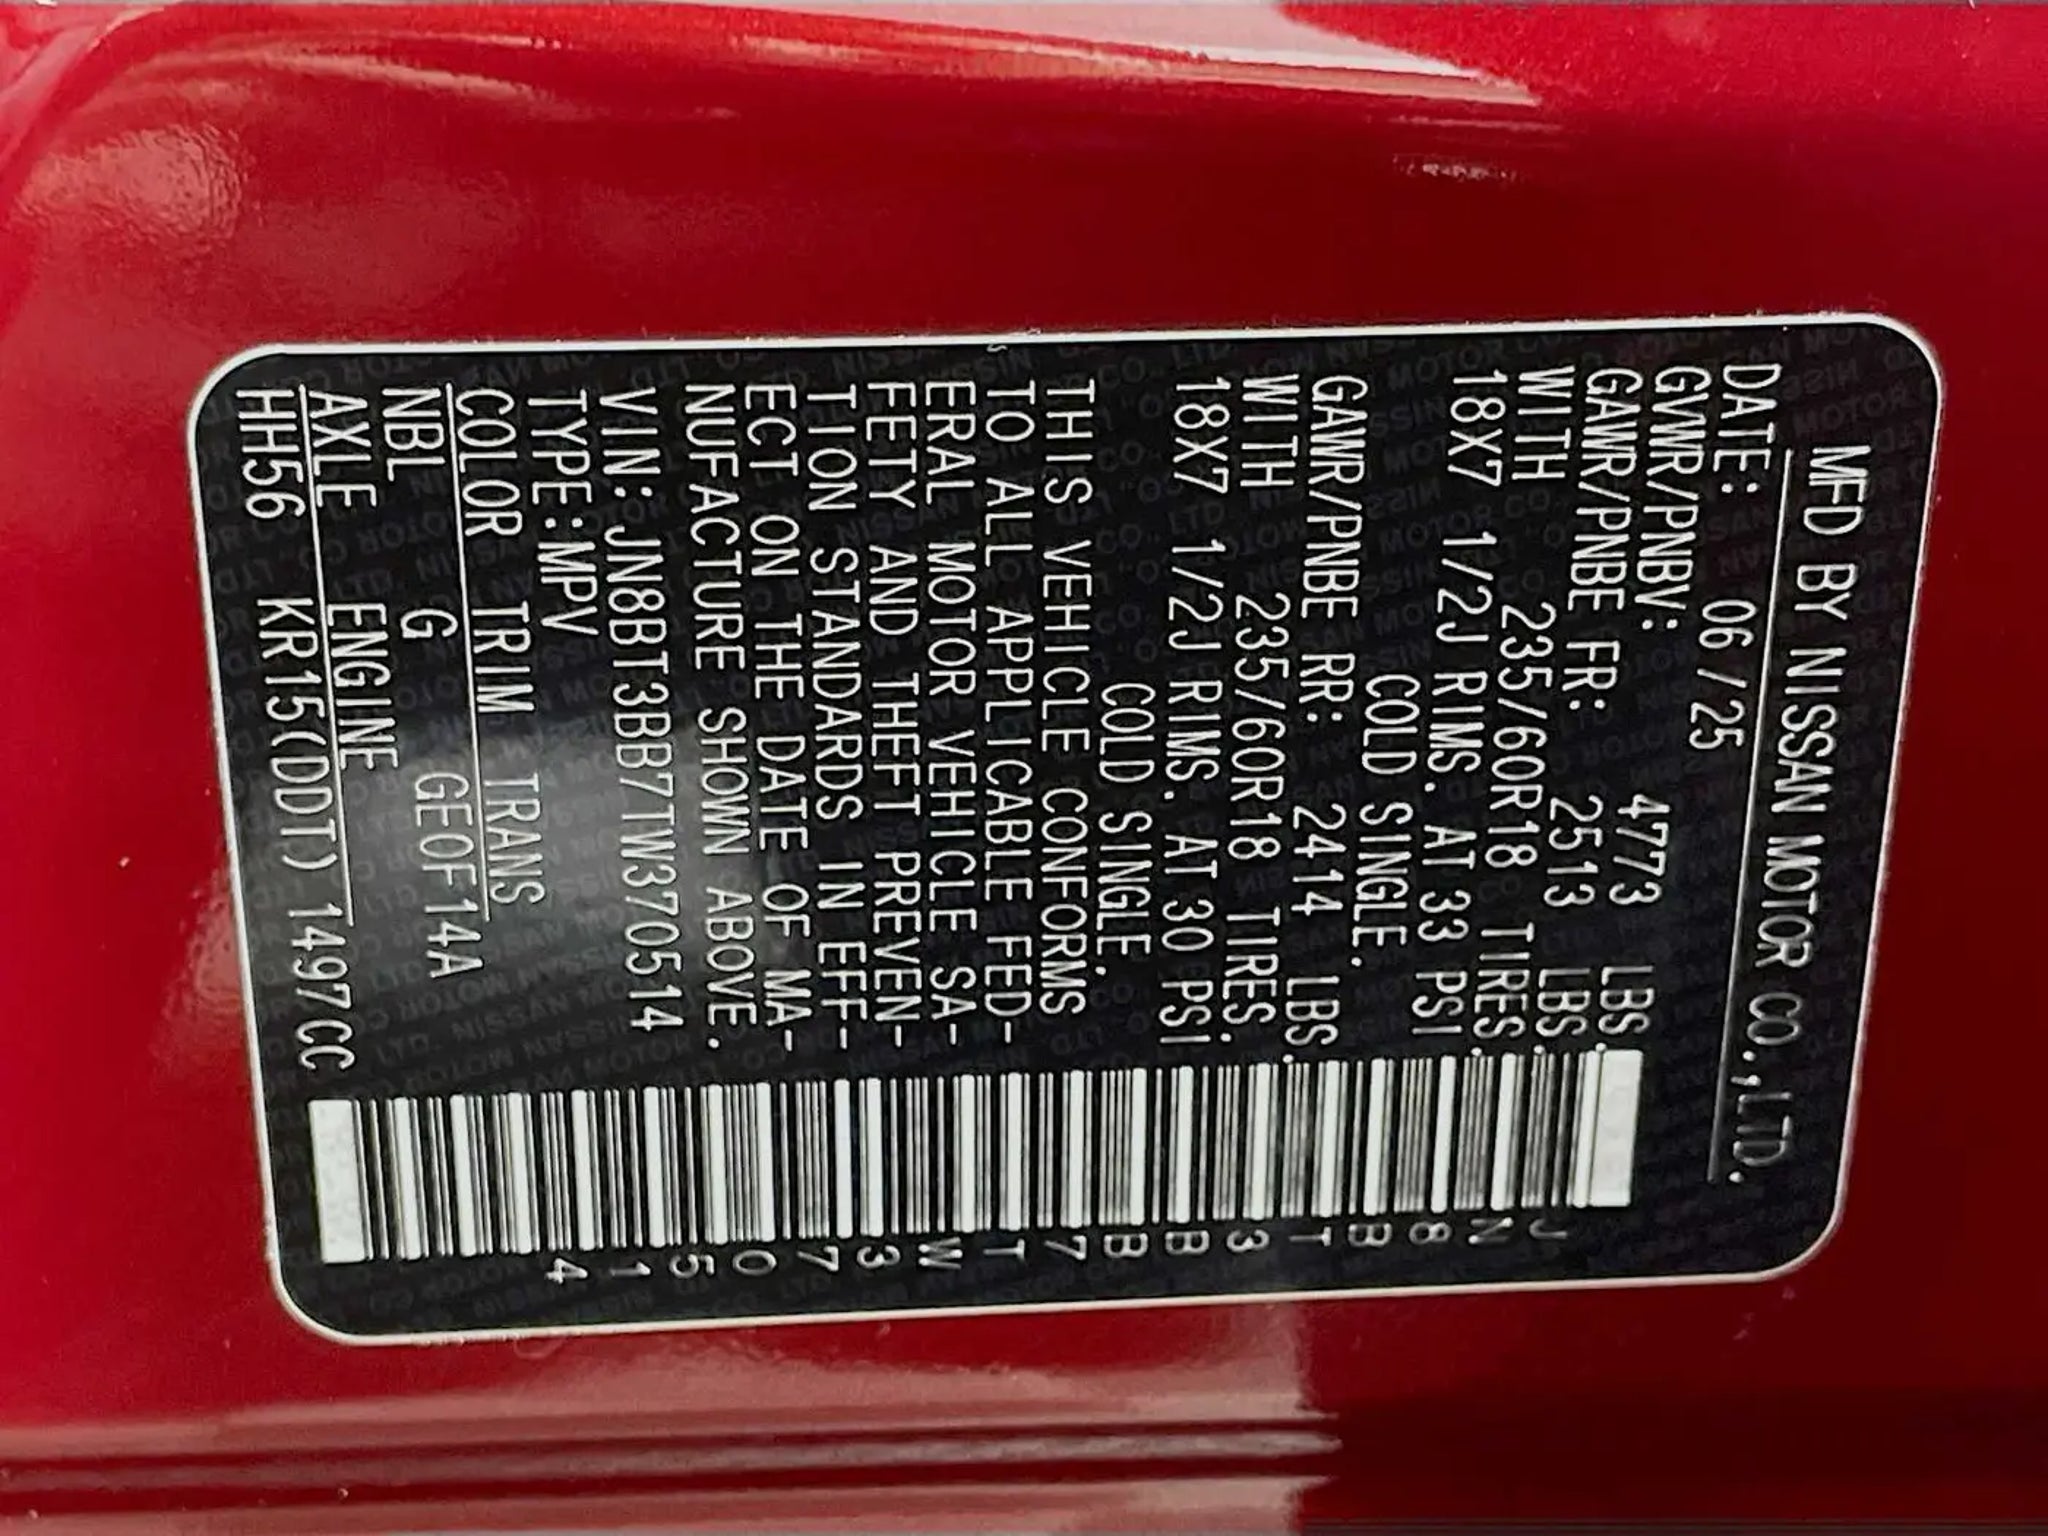 MFD BY NISSAN MOTOR CO.,LTD.
DATE: 06/25
GVWR/PNBV: 4773 LBS.
GAWR/PNBE FR: 2513 LBS.
WITH 235/60R18 TIRES.
18X7 1/2J RIMS. AT 33 PSI
COLD SINGLE.
GAWR/PNBE RR: 2414 LBS.
WITH 235/60R18 TIRES.
18X7 1/2J RIMS. AT 30 PSI
COLD SINGLE.
THIS VEHICLE CONFORMS
TO ALL APPLICABLE FED-
ERAL MOTOR VEHICLE SA-
FETY AND THEFT PREVEN-
TION STANDARDS IN EFF-
ECT ON THE DATE OF MA-
NUFACTURE SHOWN ABOVE.
VIN: JN8BT3BB7TW370514
TYPE:MPV
COLOR TRIM TRANS
NBL G GE0F14A
AXLE ENGINE
HH56 KR15(DDT) 1497CC
JN8BT3BB7TW370514